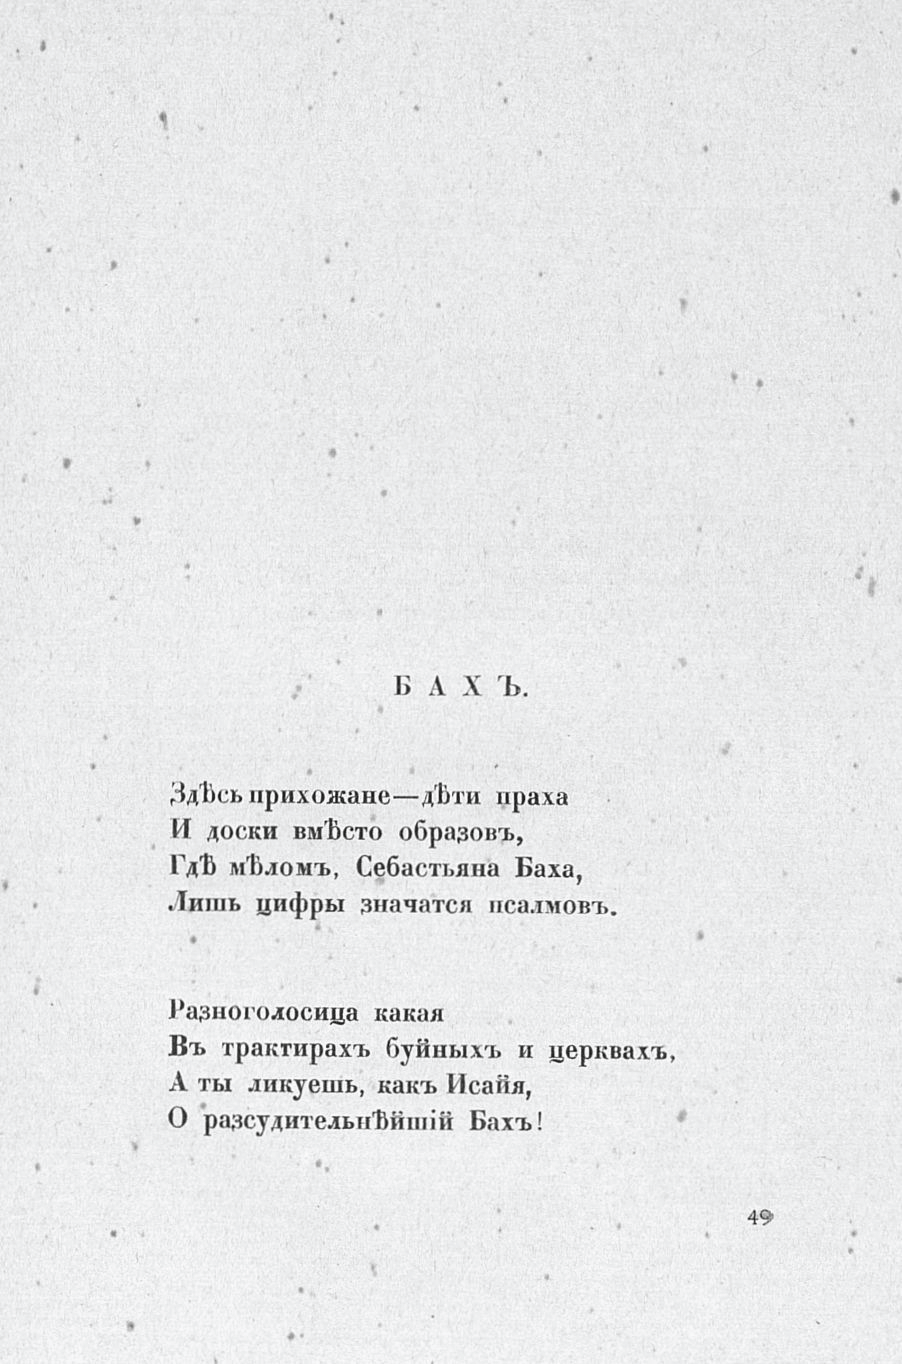 БАХЪ.
Здѣсь прихожане—дѣти праха
И доски вмѣсто образовъ,
Гдѣ мѣломъ, Себастьяна Баха,
Лишь цифры значатся псалмовъ.
Разноголосица какая
Въ трактирахъ буйныхъ и церквахъ,
А ты ликуешь, какъ Исайя,
О разсудительнѣйшій Бахъ!
49